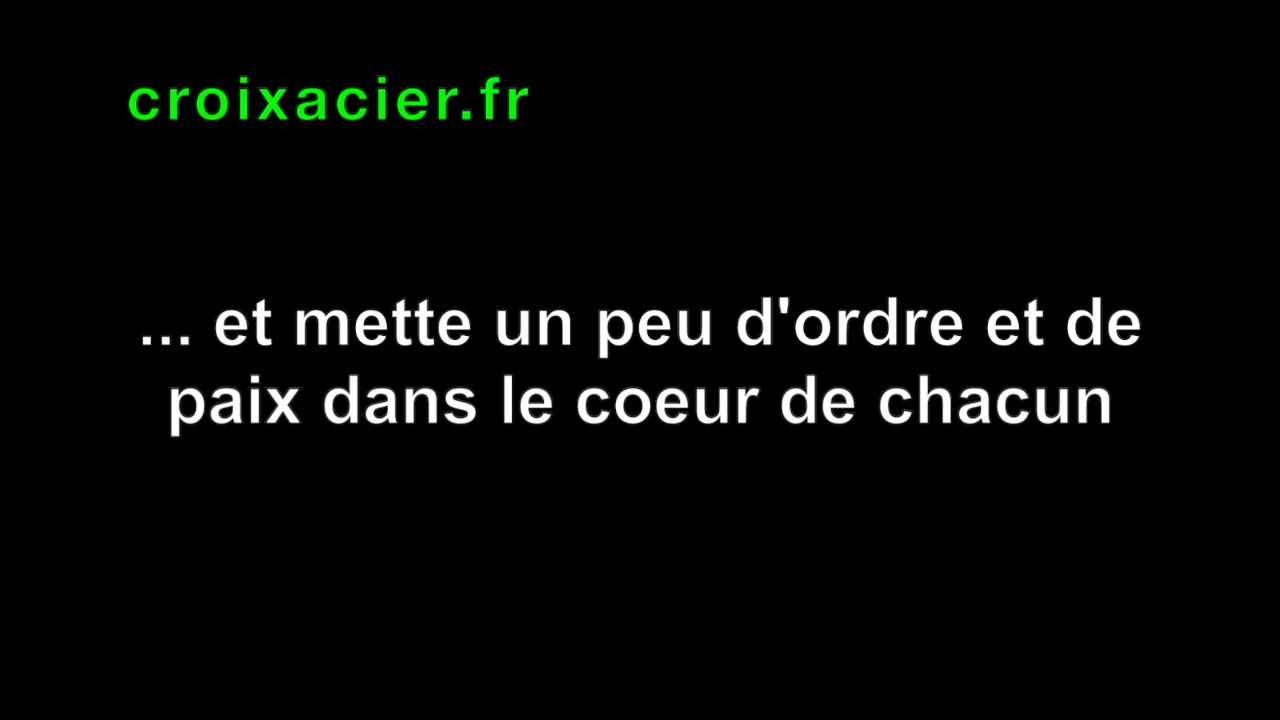 croixacier.fr
... et mette un peu d'ordre et de
paix dans le coeur de chacun